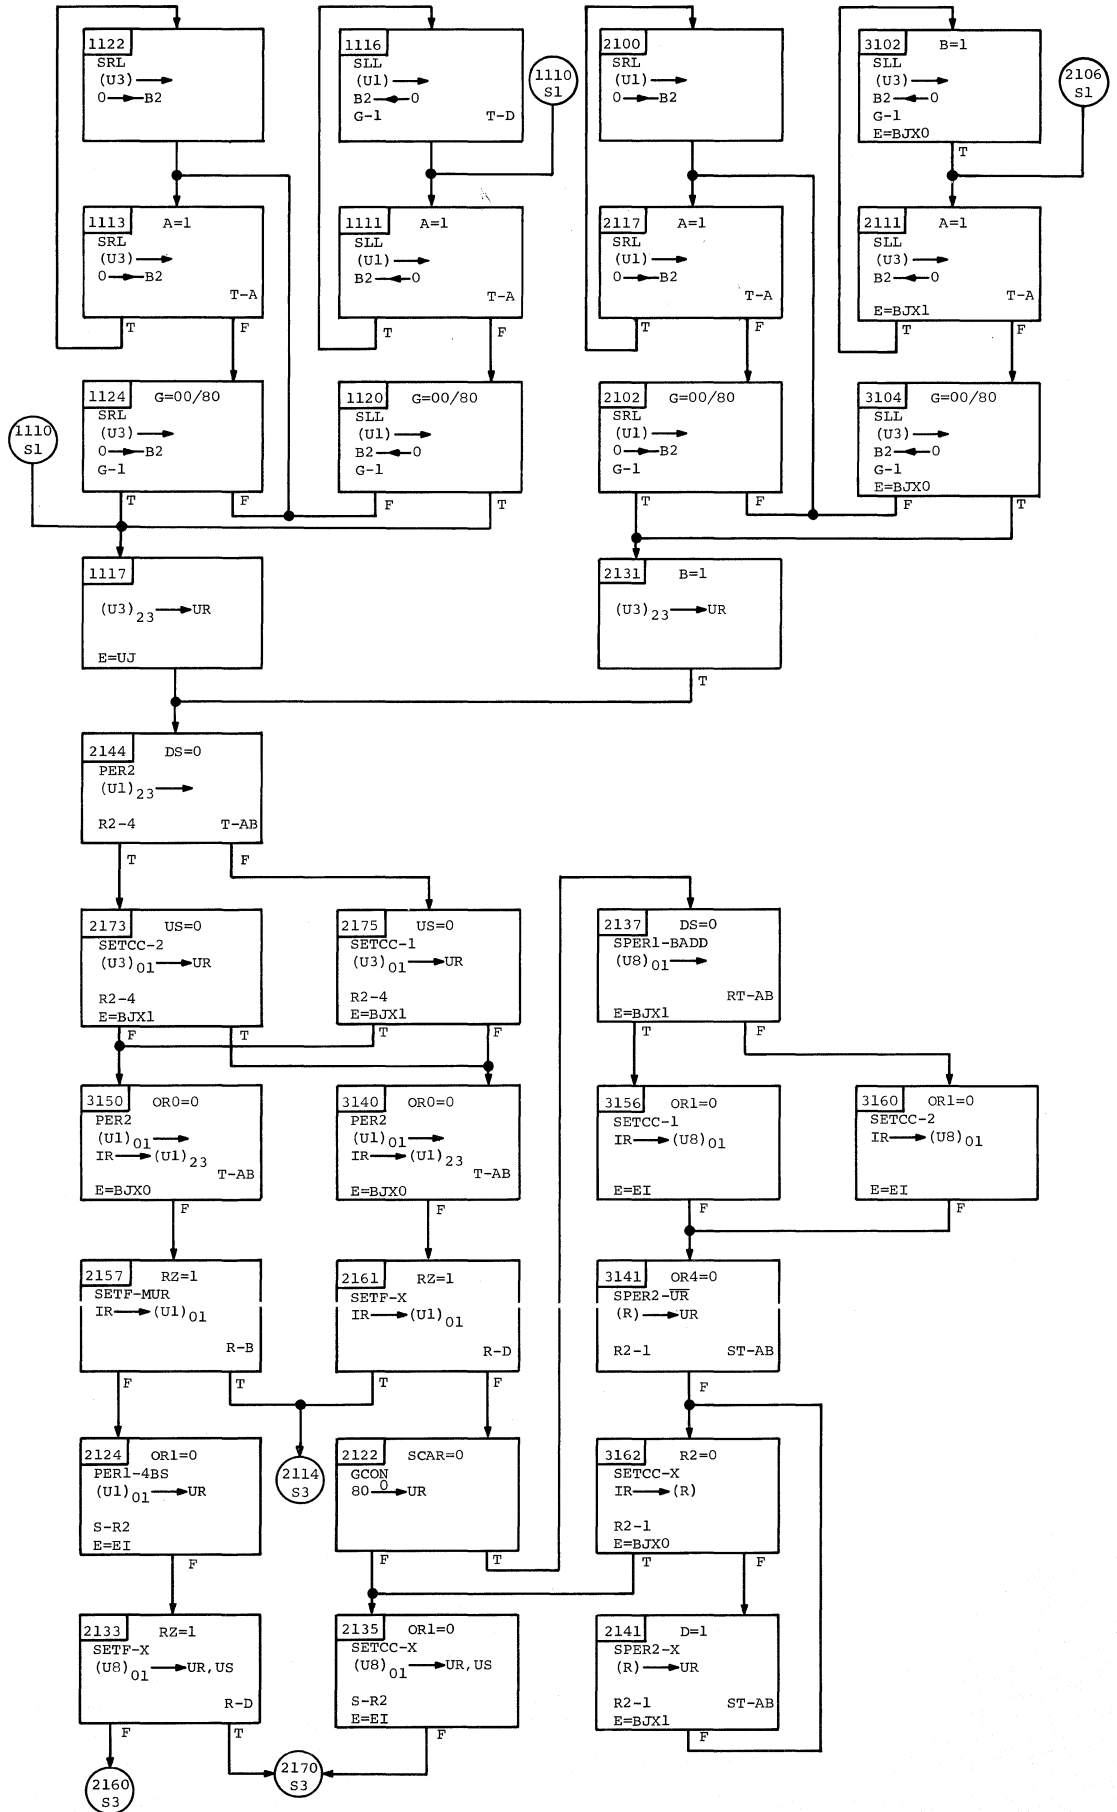 1122
SRL
(U3)
0 B2
1116
SLL
(U1)
B2 0
G-1 T-D
1110
S1
2100
SRL
(U1)
0 B2
3102 B=1
SLL
(U3)
B2 0
G-1
E=BJX0
T
2106
S1
1113 A=1
SRL
(U3)
0 B2
T-A
T F
1111 A=1
SLL
(U1)
B2 0
T-A
T F
2117 A=1
SRL
(U1)
0 B2
T-A
T F
2111 A=1
SLL
(U3)
B2 0
T-A
E=BJX1
T F
1110
S1
1124 G=00/80
SRL
(U3)
0 B2
G-1
T F
1120 G=00/80
SLL
(U1)
B2 0
G-1
F T
2102 G=00/80
SRL
(U1)
0 B2
G-1
T F
3104 G=00/80
SLL
(U3)
B2 0
G-1
E=BJX0
F T
1117
(U3)23 UR
E=UJ
2131 B=1
(U3)23 UR
T
2144 DS=0
PER2
(U1)23
R2-4 T-AB
T F
2173 US=0
SETCC-2
(U3)01 UR
R2-4
E=BJX1
F T
2175 US=0
SETCC-1
(U3)01 UR
R2-4
E=BJX1
T F
2137 DS=0
SPER1-BADD
(U8)01
RT-AB
E=BJX1
T F
3150 OR0=0
PER2
(U1)01
IR (U1)23
T-AB
E=BJX0
F
3140 OR0=0
PER2
(U1)01
IR (U1)23
T-AB
E=BJX0
F
3156 OR1=0
SETCC-1
IR (U8)01
E=EI
F
3160 OR1=0
SETCC-2
IR (U8)01
E=EI
F
2157 RZ=1
SETF-MUR
IR (U1)01
R-B
F T
2161 RZ=1
SETF-X
IR (U1)01
R-D
T F
3141 OR4=0
SPER2-U̅R̅
(R) UR
R2-1 ST-AB
F
2124 OR1=0
PER1-4BS
(U1)01 UR
S-R2
E=EI
F
2114
S3
2122 SCAR=0
GCON
80 0 UR
F T
3162 R2=0
SETCC-X
IR (R)
R2-1
E=BJX0
T F
2133 RZ=1
SETF-X
(U8)01 UR,US
R-D
F T
2135 OR1=0
SETCC-X
(U8)01 UR,US
S-R2
E=EI
F
2141 D=1
SPER2-X
(R) UR
R2-1 ST-AB
E=BJX1
F
2160
S3
2170
S3